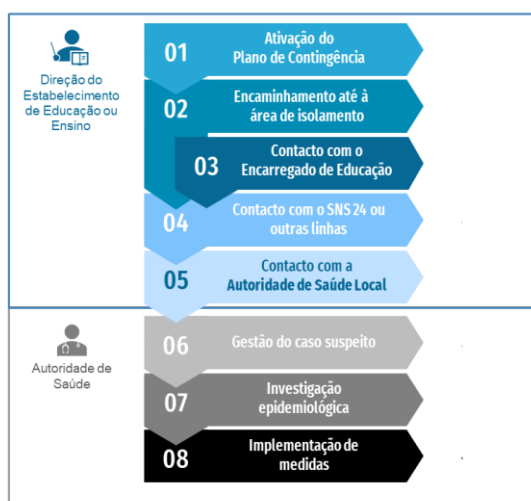 Direção do
Estabelecimento
de Educação ou
Ensino
01
Ativação do
Plano de Contingência
02
Encaminhamento até à
área de isolamento
03
Contacto com o
Encarregado de Educação
04
Contacto com o SNS 24 ou
outras linhas
05
Contacto com a
Autoridade de Saúde Local
Autoridade de
Saúde
06
Gestão do caso suspeito
07
Investigação
epidemiológica
08
Implementação de
medidas